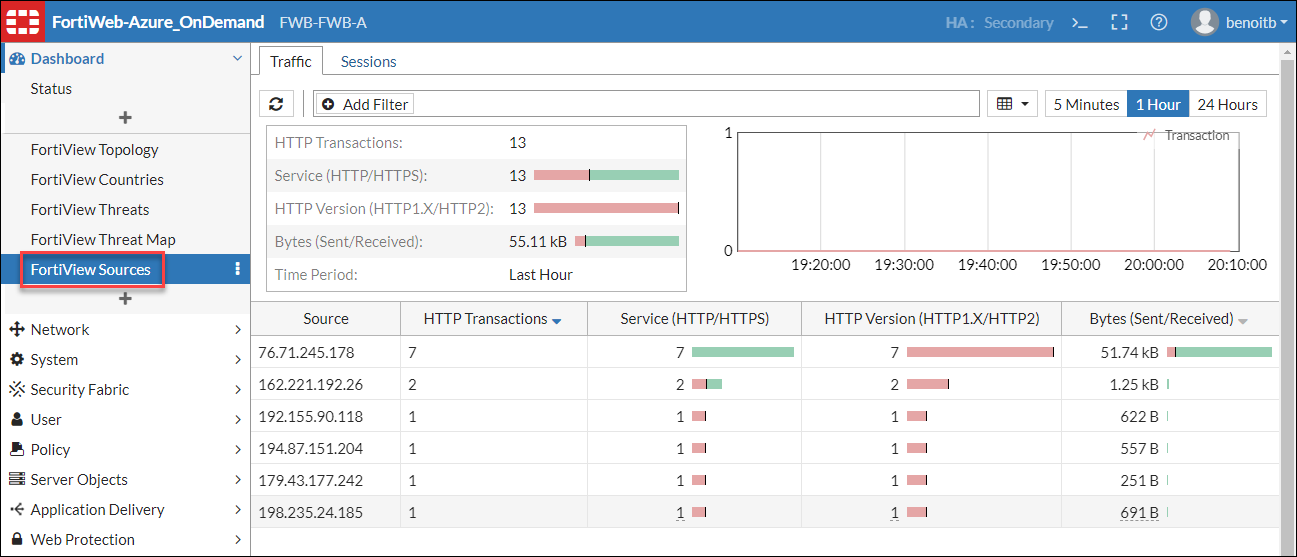 FortiWeb-Azure_OnDemand FWB-FWB-A HA : Secondary >_ benoitb
Dashboard
Status
FortiView Topology
FortiView Countries
FortiView Threats
FortiView Threat Map
FortiView Sources
Network
System
Security Fabric
User
Policy
Server Objects
Application Delivery
Web Protection
Traffic Sessions
Add Filter 5 Minutes 1 Hour 24 Hours
HTTP Transactions: 13
Service (HTTP/HTTPS): 13
HTTP Version (HTTP1.X/HTTP2): 13
Bytes (Sent/Received): 55.11 kB
Time Period: Last Hour
1
Transaction
0
19:20:00 19:30:00 19:40:00 19:50:00 20:00:00 20:10:00
Source HTTP Transactions Service (HTTP/HTTPS) HTTP Version (HTTP1.X/HTTP2) Bytes (Sent/Received)
76.71.245.178 7 7 7 51.74 kB
162.221.192.26 2 2 2 1.25 kB
192.155.90.118 1 1 1 622 B
194.87.151.204 1 1 1 557 B
179.43.177.242 1 1 1 251 B
198.235.24.185 1 1 1 691 B